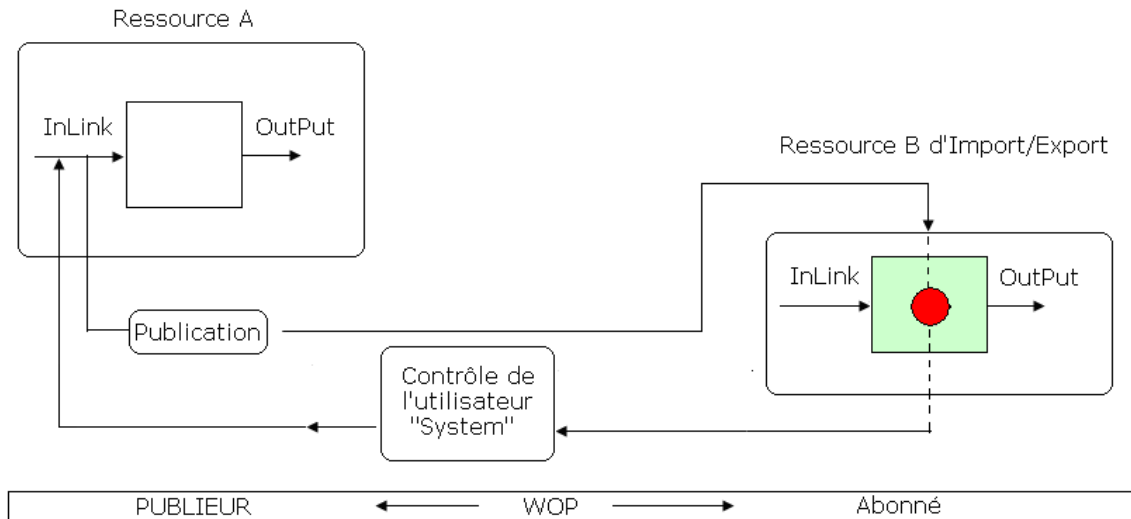 Ressource A
InLink
OutPut
Ressource B d'Import/Export
InLink
OutPut
Publication
Contrôle de
l'utilisateur
"System"
PUBLIEUR
WOP
Abonné